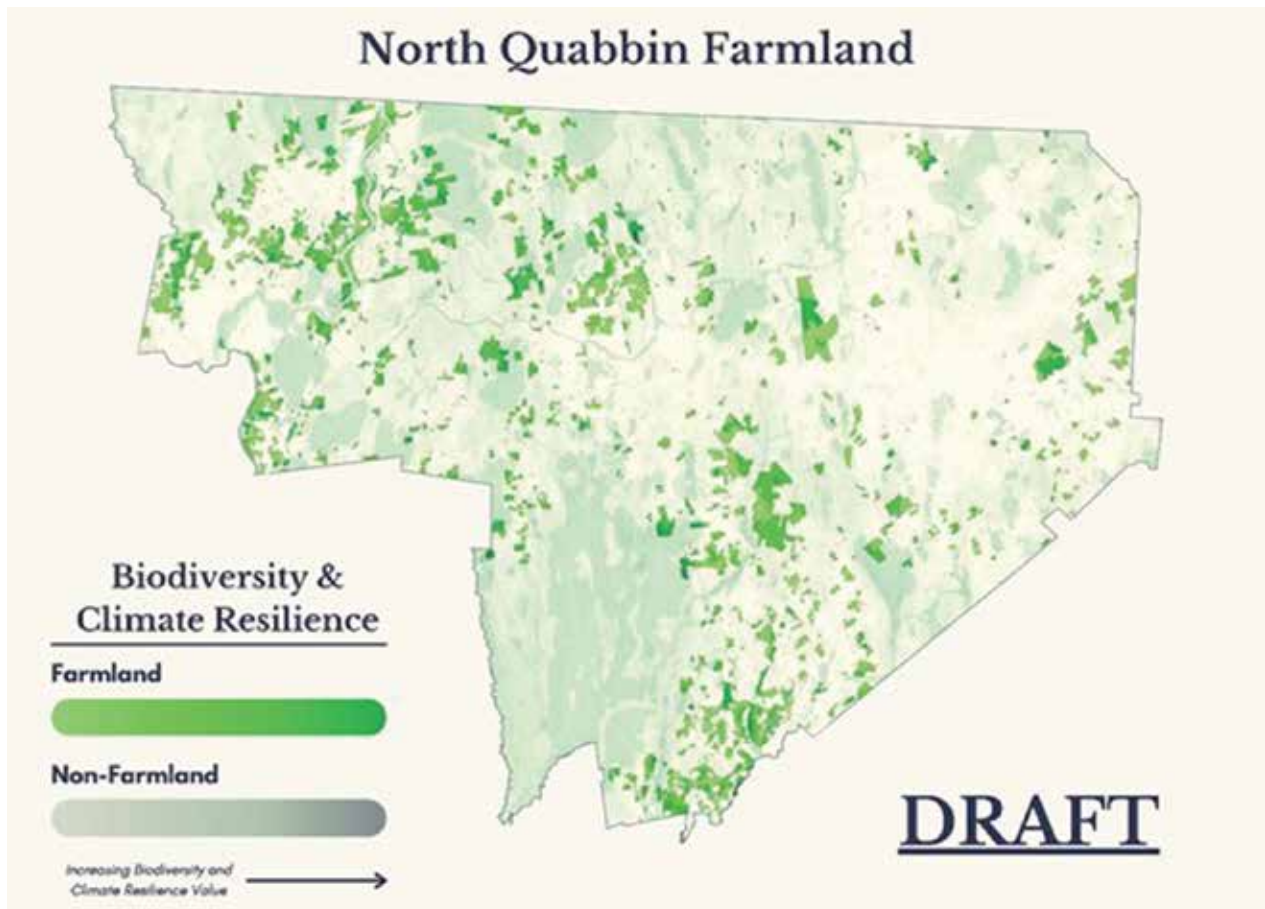 North Quabbin Farmland
Biodiversity &
Climate Resilience
Farmland
Non-Farmland
Increasing Biodiversity and
Climate Resilience Value
DRAFT